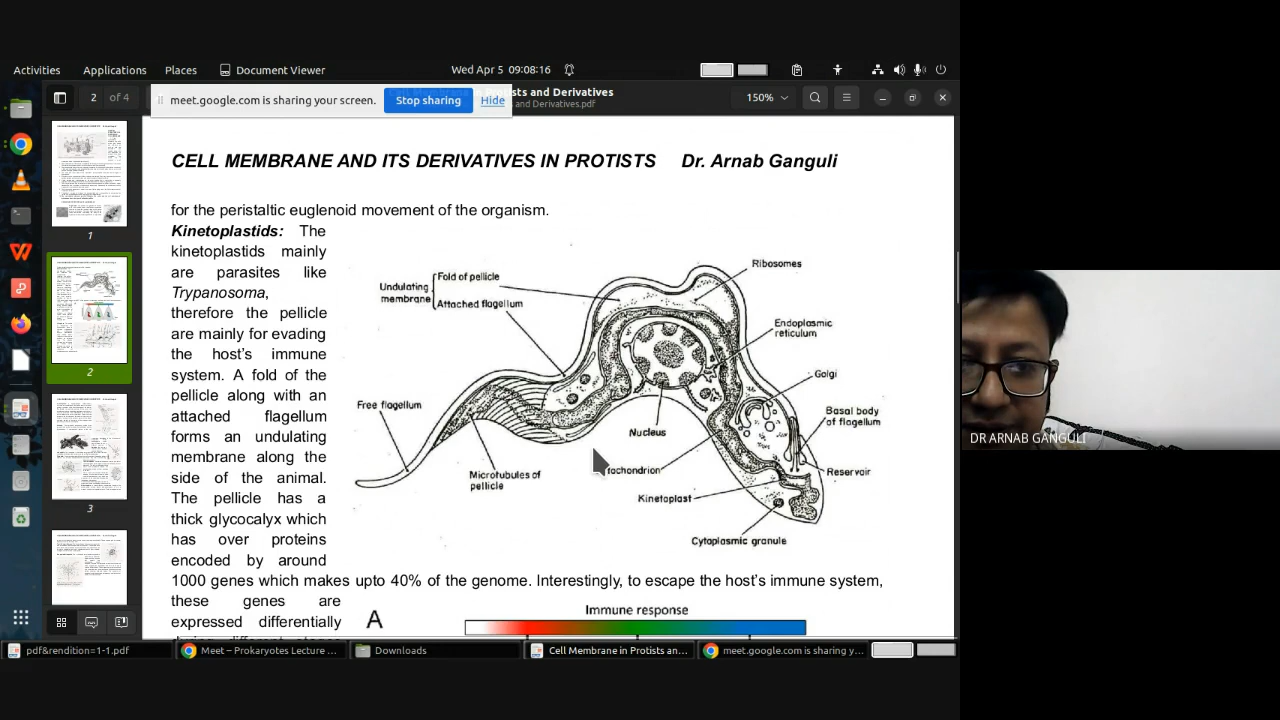 Activities Applications Places Document Viewer Wed Apr 5 09:08:16
2 of 4
meet.google.com is sharing your screen. Stop sharing Hide
sts and Derivatives
and Derivatives.pdf
150%
CELL MEMBRANE AND ITS DERIVATIVES IN PROTISTS Dr. Arnab Ganguli
for the peristaltic euglenoid movement of the organism.
Kinetoplastids: The
kinetoplastids mainly
are parasites like
Trypanosoma,
therefore the pellicle
are mainly for evading
the host's immune
system. A fold of the
pellicle along with an
attached flagellum
forms an undulating
membrane along the
side of the animal.
The pellicle has a
thick glycocalyx which
has over proteins
encoded by around
1000 genes which makes upto 40% of the genome. Interestingly, to escape the host's immune system,
these genes are
expressed differentially
Undulating membrane
Fold of pellicle
Attached flagellum
Ribosomes
Endoplasmic reticulum
Golgi
Basal body of flagellum
Reservoir
Free flagellum
Nucleus
Microtubules of pellicle
tochondrion
Kinetoplast
Cytoplasmic granule
A
Immune response
1
2
3
DR ARNAB GANGULI
pdf&rendition=1-1.pdf
Meet – Prokaryotes Lecture ...
Downloads
Cell Membrane in Protists an...
meet.google.com is sharing y...